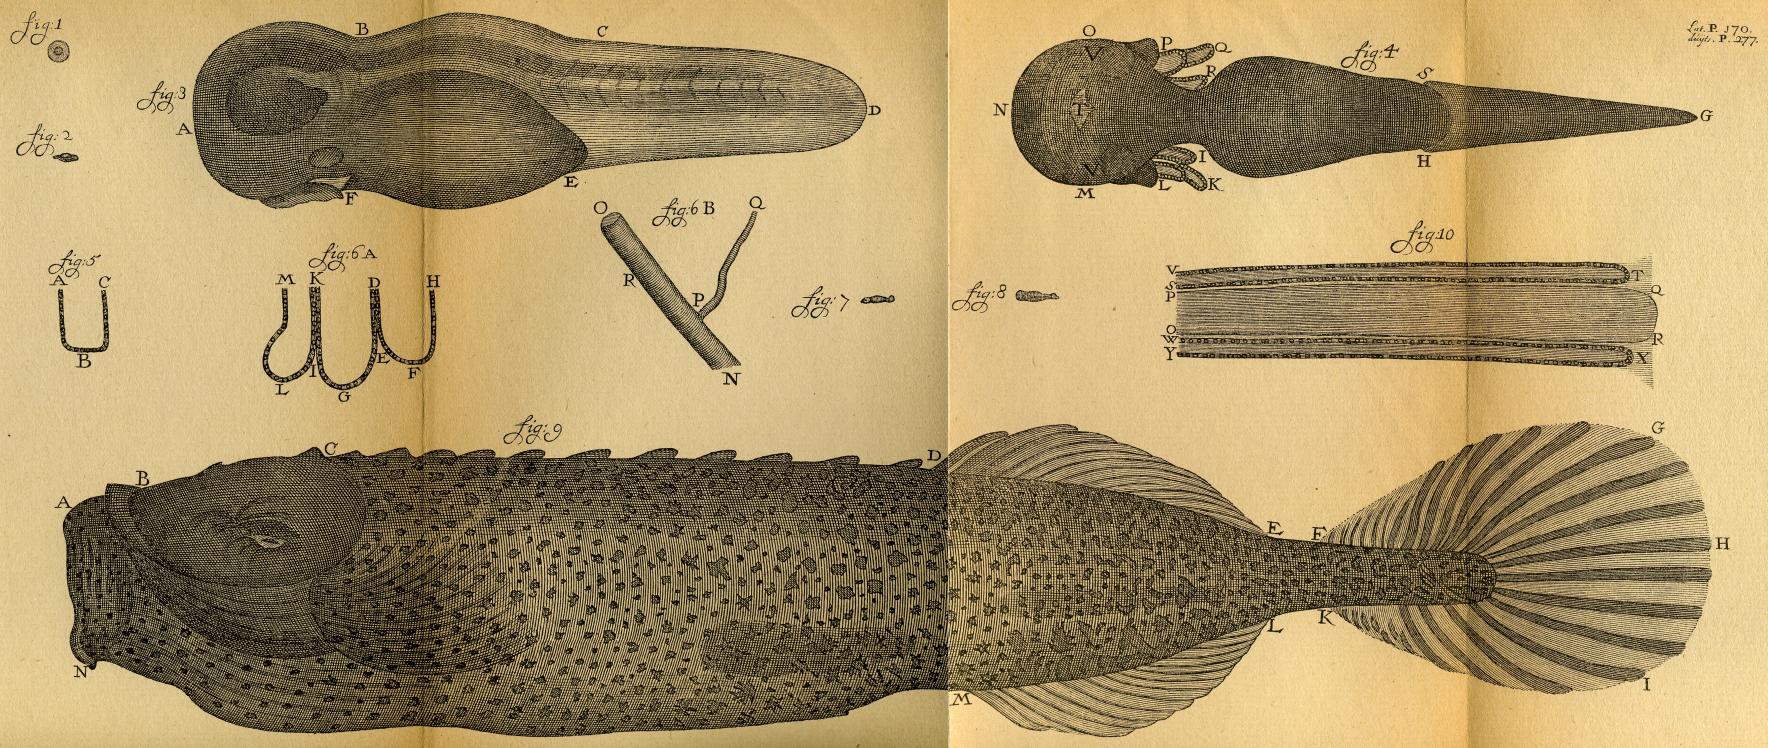 fig:1
B
C
O
P
Q
fig:4
Lat. P. 170.
duyts. P. 277.
R
S
fig:3
N
T
G
A
D
V
V
fig:2
I
H
E
M
L
K
F
O
fig:6 B
Q
fig:10
fig:5
fig:6 A
A
C
M
K
D
H
R
P
fig:7
fig:8
V
S
P
T
Q
O
W
Y
R
X
B
L
I
G
E
F
N
fig:9
A
B
C
D
E
F
G
H
I
K
L
M
N